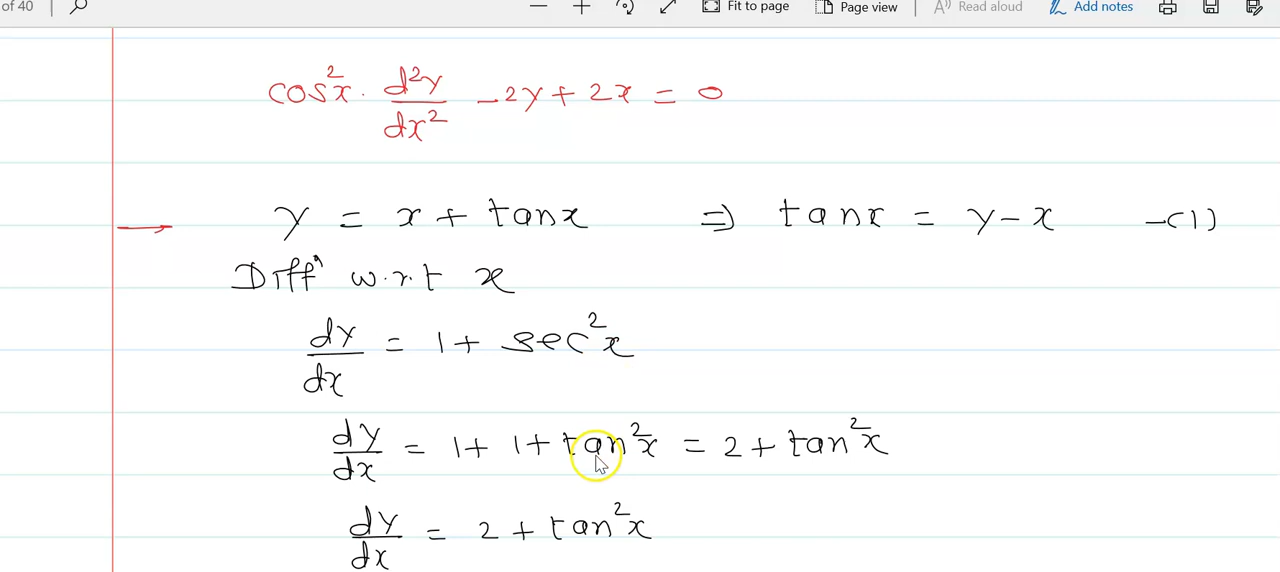 of 40 Fit to page Page view Read aloud Add notes
cos²x · d²y/dx² - 2y + 2x = 0
y = x + tanx ⇒ tanx = y - x -(1)
Diffⁿ w.r.t x
dy/dx = 1 + sec²x
dy/dx = 1 + 1 + tan²x = 2 + tan²x
dy/dx = 2 + tan²x